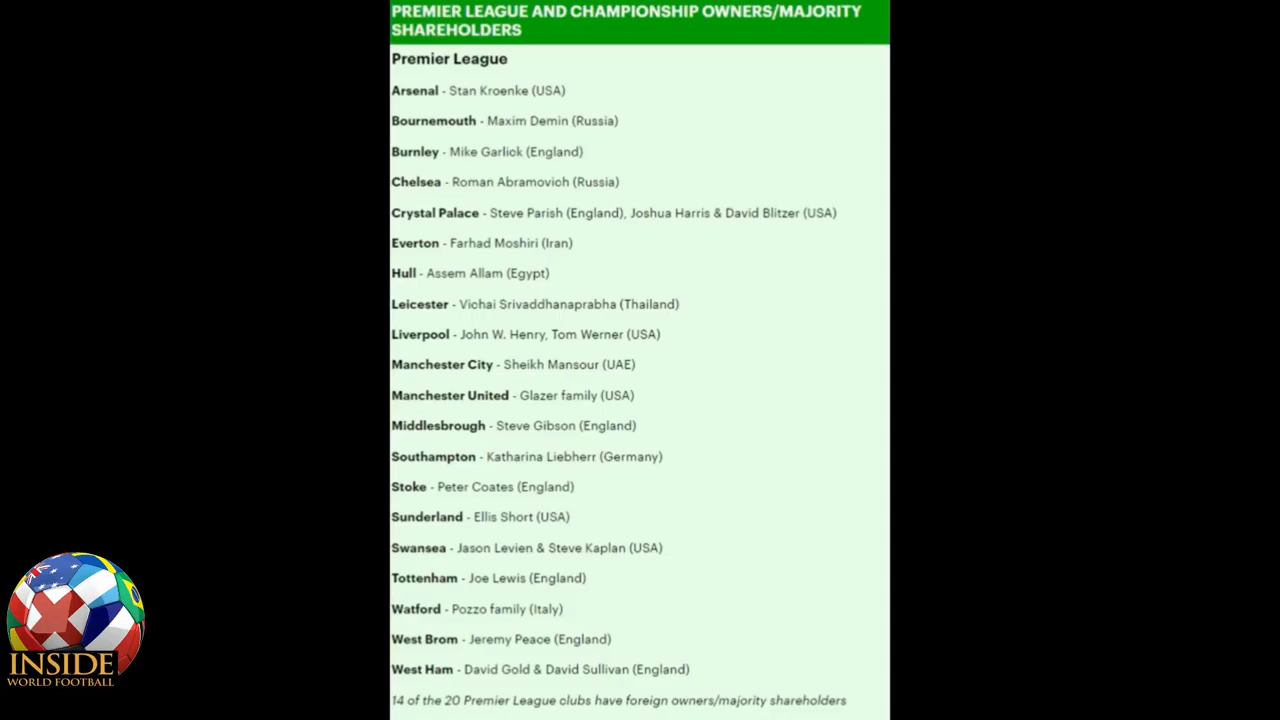 PREMIER LEAGUE AND CHAMPIONSHIP OWNERS/MAJORITY
SHAREHOLDERS
Premier League
Arsenal - Stan Kroenke (USA)
Bournemouth - Maxim Demin (Russia)
Burnley - Mike Garlick (England)
Chelsea - Roman Abramovich (Russia)
Crystal Palace - Steve Parish (England), Joshua Harris & David Blitzer (USA)
Everton - Farhad Moshiri (Iran)
Hull - Assem Allam (Egypt)
Leicester - Vichai Srivaddhanaprabha (Thailand)
Liverpool - John W. Henry, Tom Werner (USA)
Manchester City - Sheikh Mansour (UAE)
Manchester United - Glazer family (USA)
Middlesbrough - Steve Gibson (England)
Southampton - Katharina Liebherr (Germany)
Stoke - Peter Coates (England)
Sunderland - Ellis Short (USA)
Swansea - Jason Levien & Steve Kaplan (USA)
Tottenham - Joe Lewis (England)
Watford - Pozzo family (Italy)
West Brom - Jeremy Peace (England)
West Ham - David Gold & David Sullivan (England)
14 of the 20 Premier League clubs have foreign owners/majority shareholders
INSIDE
WORLD FOOTBALL